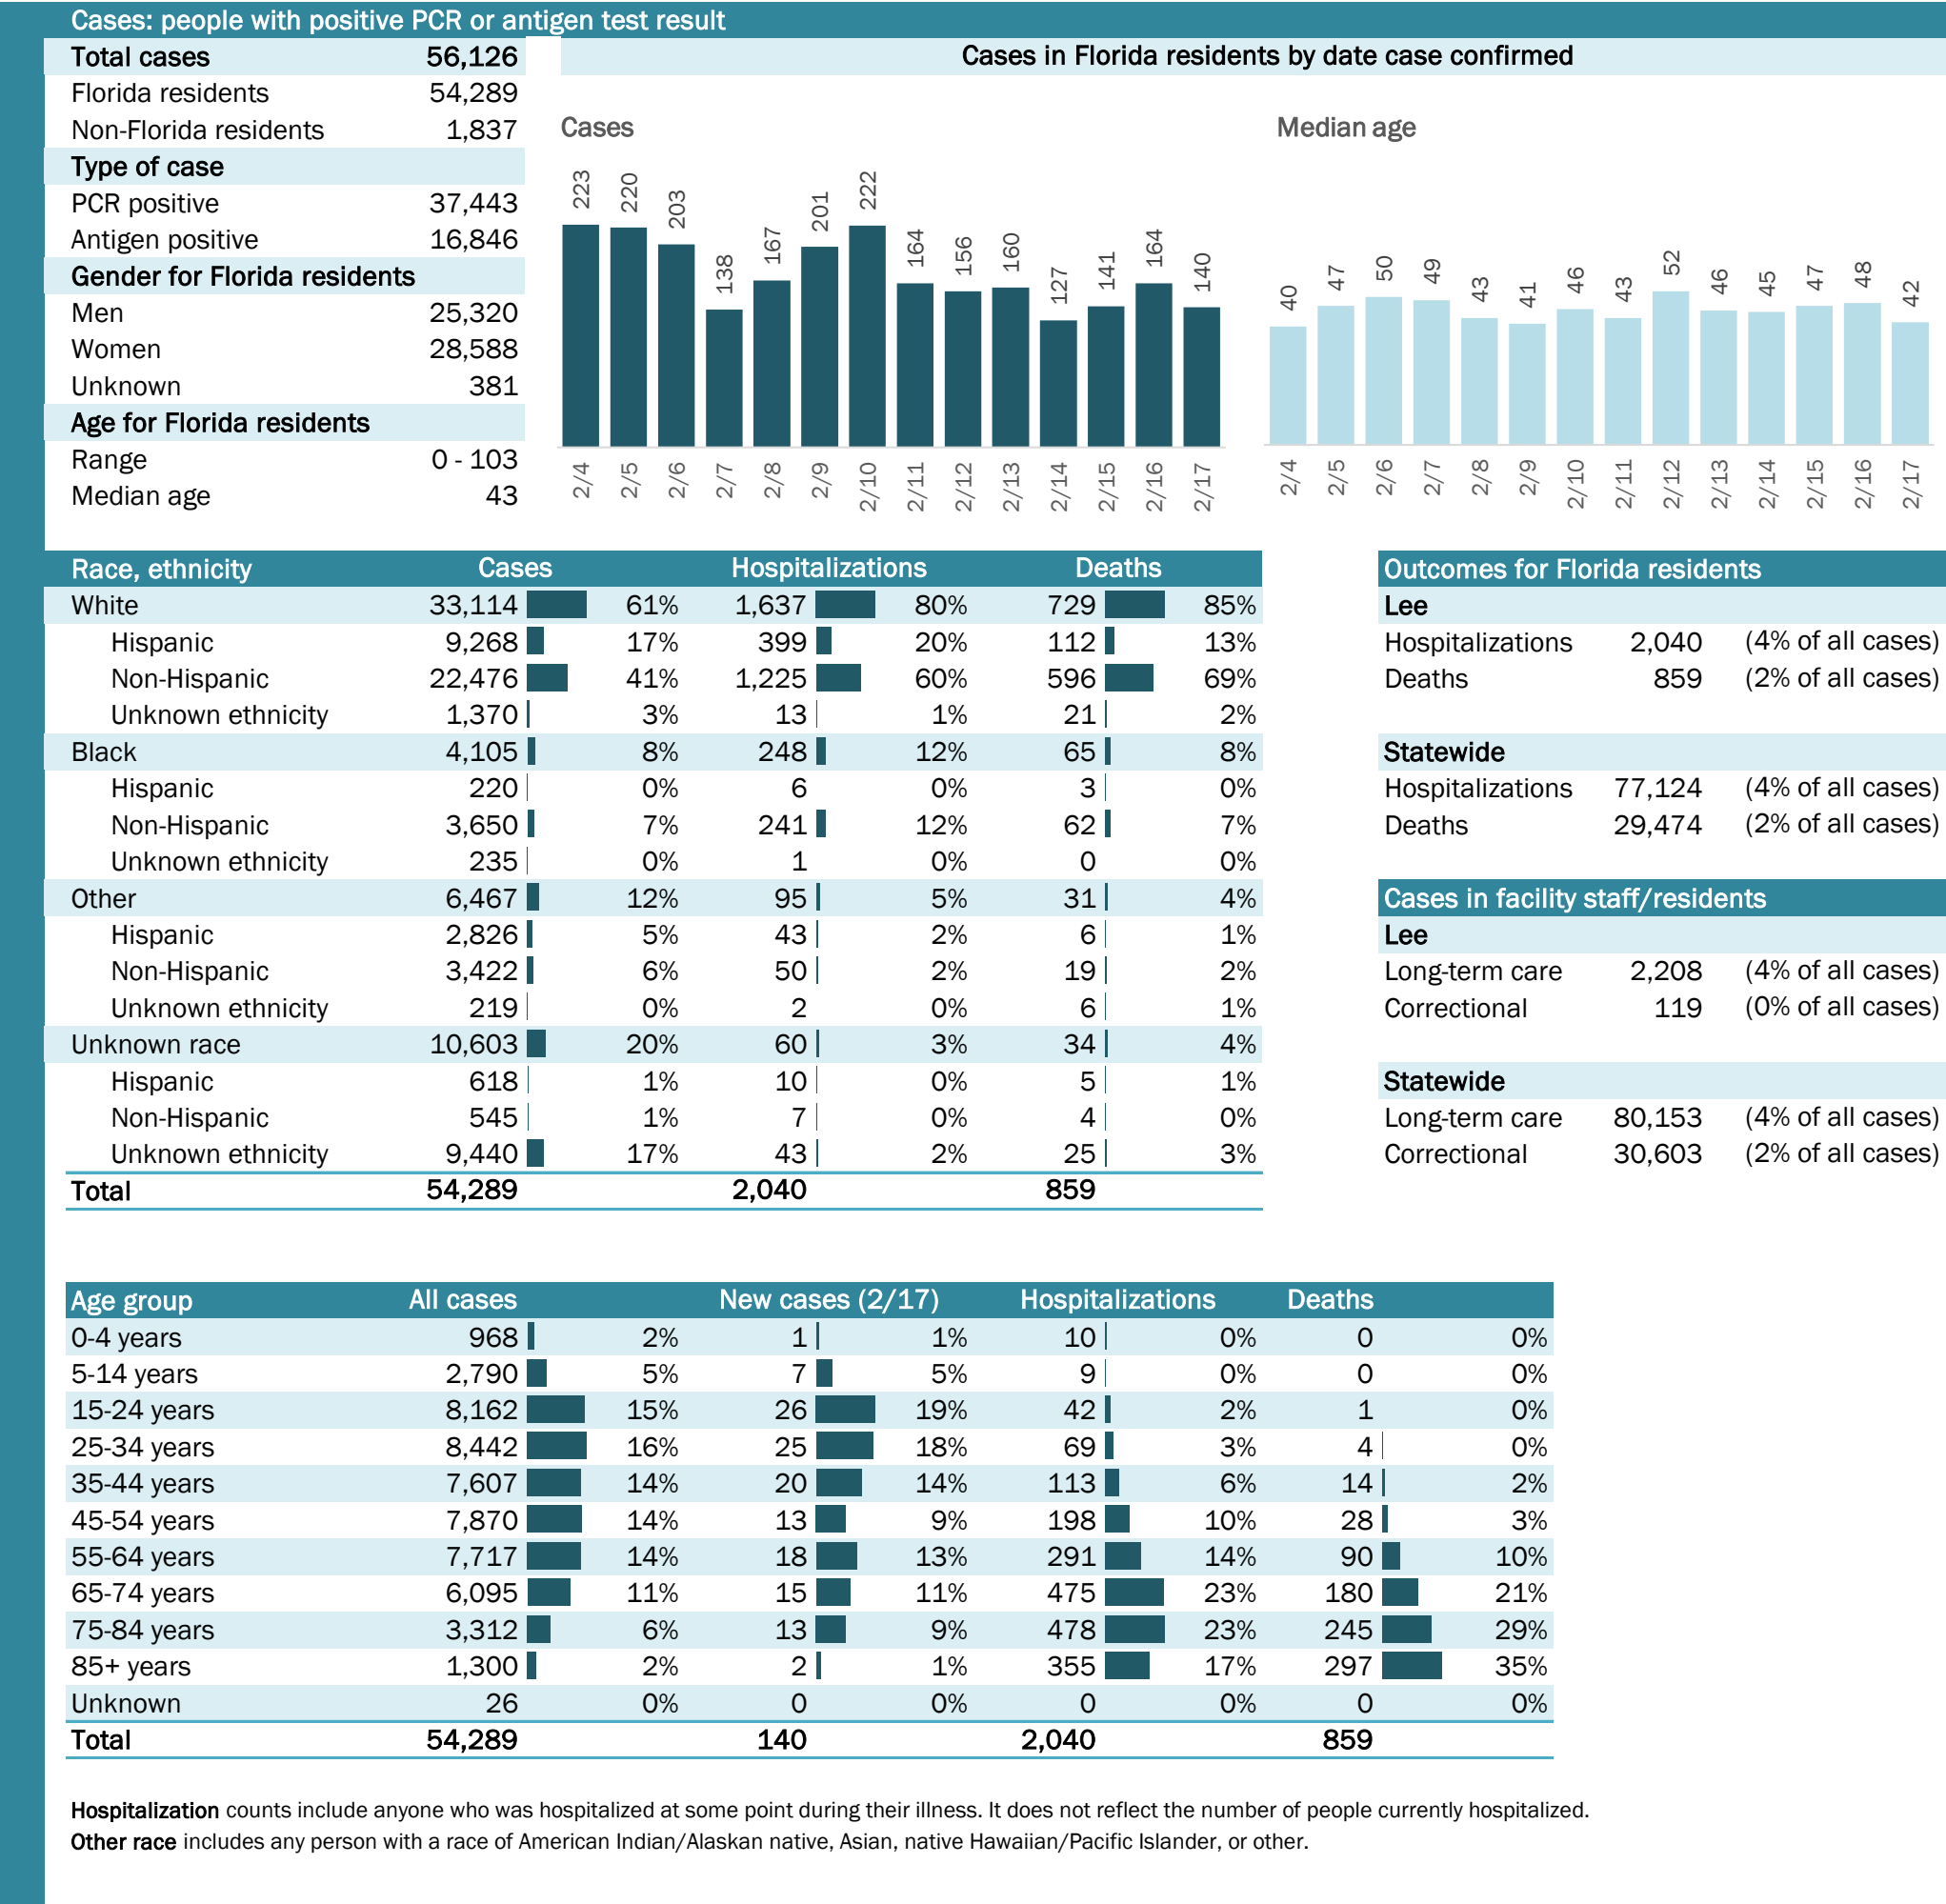 Cases: people with positive PCR or antigen test result
Total cases 56,126
Florida residents 54,289
Non-Florida residents 1,837
Type of case
PCR positive 37,443
Antigen positive 16,846
Gender for Florida residents
Men 25,320
Women 28,588
Unknown 381
Age for Florida residents
Range 0 - 103
Median age 43
Cases in Florida residents by date case confirmed
Cases
223 220 203 138 167 201 222 164 156 160 127 141 164 140
2/4 2/5 2/6 2/7 2/8 2/9 2/10 2/11 2/12 2/13 2/14 2/15 2/16 2/17
Median age
40 47 50 49 43 41 46 43 52 46 45 47 48 42
2/4 2/5 2/6 2/7 2/8 2/9 2/10 2/11 2/12 2/13 2/14 2/15 2/16 2/17
Race, ethnicity Cases Hospitalizations Deaths
White 33,114 61% 1,637 80% 729 85%
Hispanic 9,268 17% 399 20% 112 13%
Non-Hispanic 22,476 41% 1,225 60% 596 69%
Unknown ethnicity 1,370 3% 13 1% 21 2%
Black 4,105 8% 248 12% 65 8%
Hispanic 220 0% 6 0% 3 0%
Non-Hispanic 3,650 7% 241 12% 62 7%
Unknown ethnicity 235 0% 1 0% 0 0%
Other 6,467 12% 95 5% 31 4%
Hispanic 2,826 5% 43 2% 6 1%
Non-Hispanic 3,422 6% 50 2% 19 2%
Unknown ethnicity 219 0% 2 0% 6 1%
Unknown race 10,603 20% 60 3% 34 4%
Hispanic 618 1% 10 0% 5 1%
Non-Hispanic 545 1% 7 0% 4 0%
Unknown ethnicity 9,440 17% 43 2% 25 3%
Total 54,289 2,040 859
Outcomes for Florida residents
Lee
Hospitalizations 2,040 (4% of all cases)
Deaths 859 (2% of all cases)
Statewide
Hospitalizations 77,124 (4% of all cases)
Deaths 29,474 (2% of all cases)
Cases in facility staff/residents
Lee
Long-term care 2,208 (4% of all cases)
Correctional 119 (0% of all cases)
Statewide
Long-term care 80,153 (4% of all cases)
Correctional 30,603 (2% of all cases)
Age group All cases New cases (2/17) Hospitalizations Deaths
0-4 years 968 2% 1 1% 10 0% 0 0%
5-14 years 2,790 5% 7 5% 9 0% 0 0%
15-24 years 8,162 15% 26 19% 42 2% 1 0%
25-34 years 8,442 16% 25 18% 69 3% 4 0%
35-44 years 7,607 14% 20 14% 113 6% 14 2%
45-54 years 7,870 14% 13 9% 198 10% 28 3%
55-64 years 7,717 14% 18 13% 291 14% 90 10%
65-74 years 6,095 11% 15 11% 475 23% 180 21%
75-84 years 3,312 6% 13 9% 478 23% 245 29%
85+ years 1,300 2% 2 1% 355 17% 297 35%
Unknown 26 0% 0 0% 0 0% 0 0%
Total 54,289 140 2,040 859
Hospitalization counts include anyone who was hospitalized at some point during their illness. It does not reflect the number of people currently hospitalized.
Other race includes any person with a race of American Indian/Alaskan native, Asian, native Hawaiian/Pacific Islander, or other.